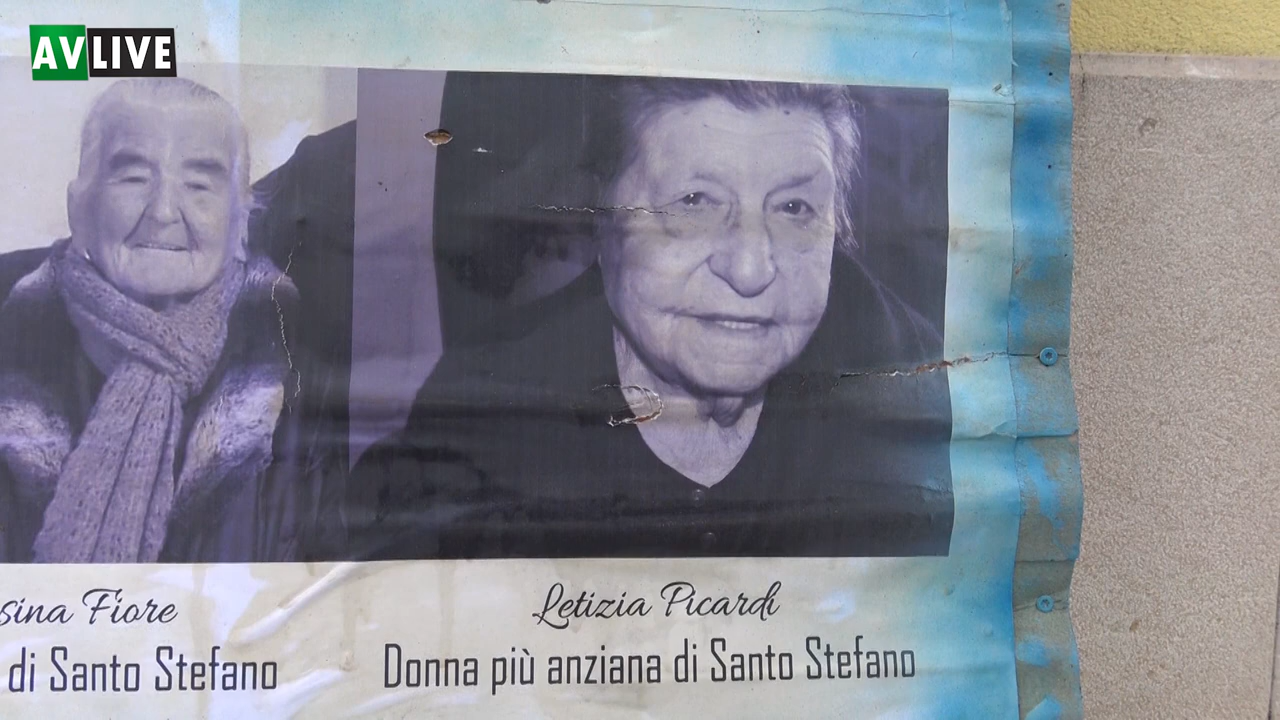 AVLIVE
sina Fiore
di Santo Stefano
Letizia Picardi
Donna più anziana di Santo Stefano